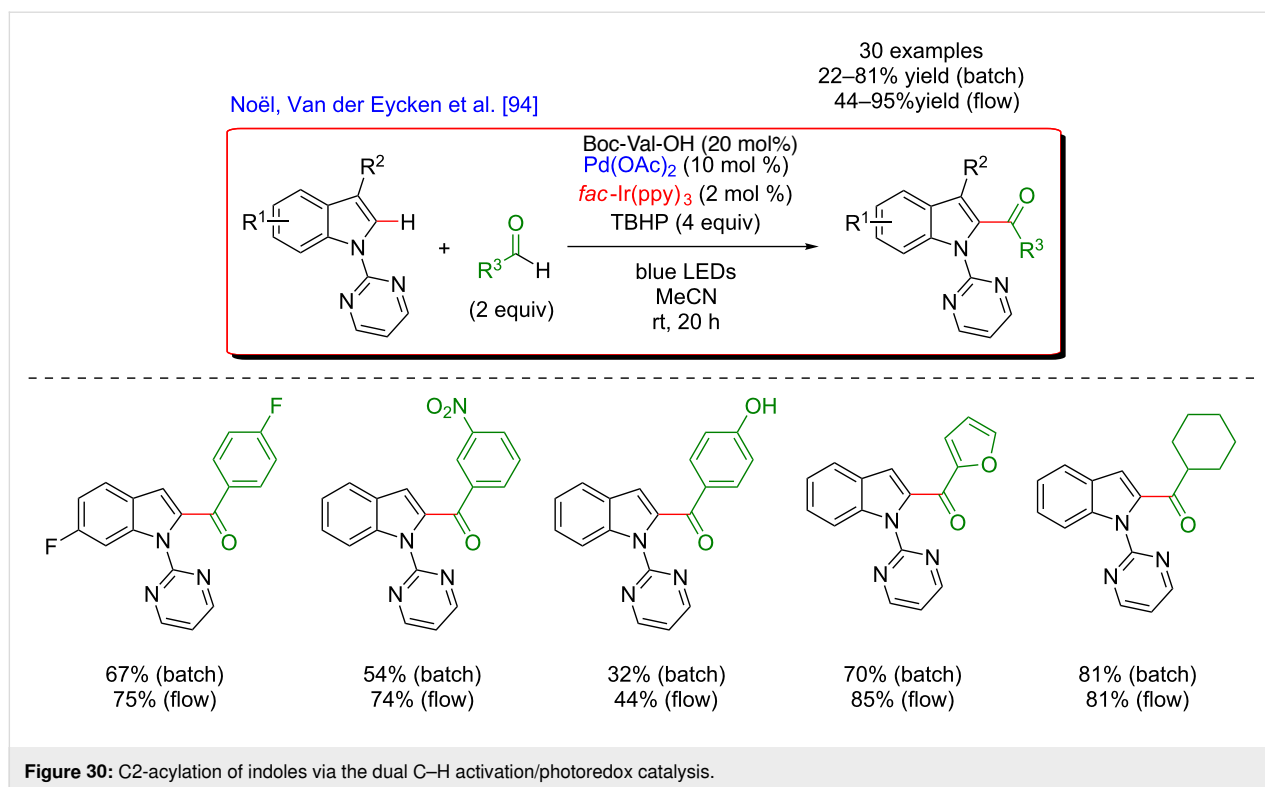 30 examples
22–81% yield (batch)
44–95%yield (flow)
Noël, Van der Eycken et al. [94]
R¹
R²
H
N
N
N
+
O
R³
H
(2 equiv)
Boc-Val-OH (20 mol%)
Pd(OAc)₂ (10 mol %)
fac-Ir(ppy)₃ (2 mol %)
TBHP (4 equiv)
blue LEDs
MeCN
rt, 20 h
R¹
R²
O
R³
N
N
N
F
F
O
N
N
N
67% (batch)
75% (flow)
O₂N
O
N
N
N
54% (batch)
74% (flow)
OH
O
N
N
N
32% (batch)
44% (flow)
O
O
N
N
N
70% (batch)
85% (flow)
O
N
N
N
81% (batch)
81% (flow)
Figure 30: C2-acylation of indoles via the dual C–H activation/photoredox catalysis.